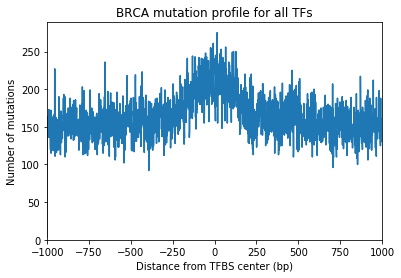 BRCA mutation profile for all TFs
Number of mutations
250
200
150
100
50
0
−1000 −750 −500 −250 0 250 500 750 1000
Distance from TFBS center (bp)